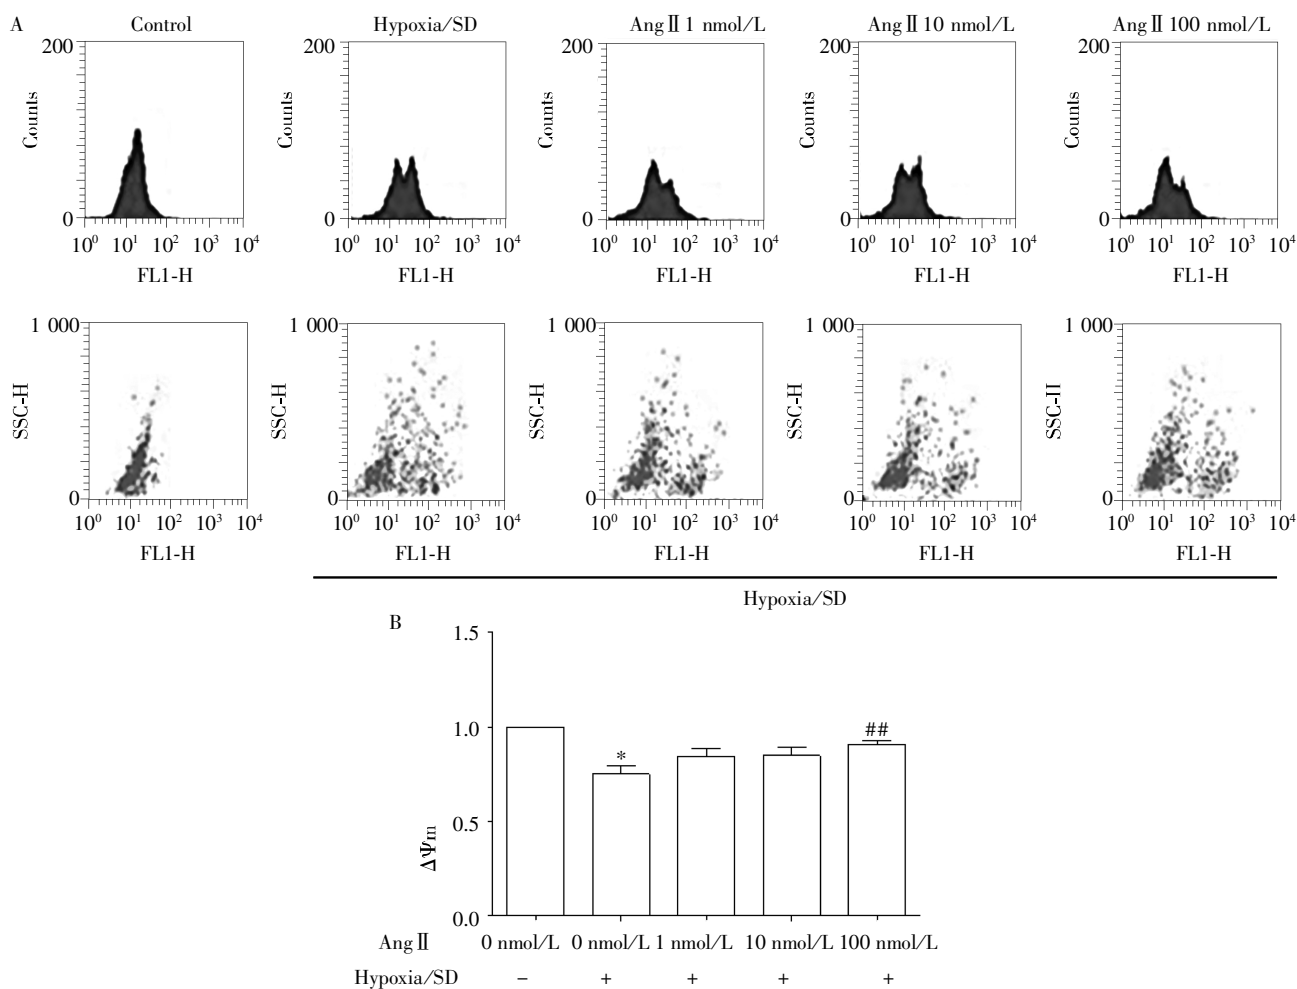 A
Control
Hypoxia/SD
AngⅡ 1 nmol/L
AngⅡ 10 nmol/L
AngⅡ 100 nmol/L
200 200 200 200 200
Counts Counts Counts Counts Counts
0 0 0 0 0
10⁰ 10¹ 10² 10³ 10⁴ 10⁰ 10¹ 10² 10³ 10⁴ 10⁰ 10¹ 10² 10³ 10⁴ 10⁰ 10¹ 10² 10³ 10⁴ 10⁰ 10¹ 10² 10³ 10⁴
FL1-H FL1-H FL1-H FL1-H FL1-H
1 000 1 000 1 000 1 000 1 000
SSC-H SSC-H SSC-H SSC-H SSC-H
0 0 0 0 0
10⁰ 10¹ 10² 10³ 10⁴ 10⁰ 10¹ 10² 10³ 10⁴ 10⁰ 10¹ 10² 10³ 10⁴ 10⁰ 10¹ 10² 10³ 10⁴ 10⁰ 10¹ 10² 10³ 10⁴
FL1-H FL1-H FL1-H FL1-H FL1-H
Hypoxia/SD
B
1.5
1.0
0.5
0.0
ΔΨm
*
##
AngⅡ 0 nmol/L 0 nmol/L 1 nmol/L 10 nmol/L 100 nmol/L
Hypoxia/SD − + + + +